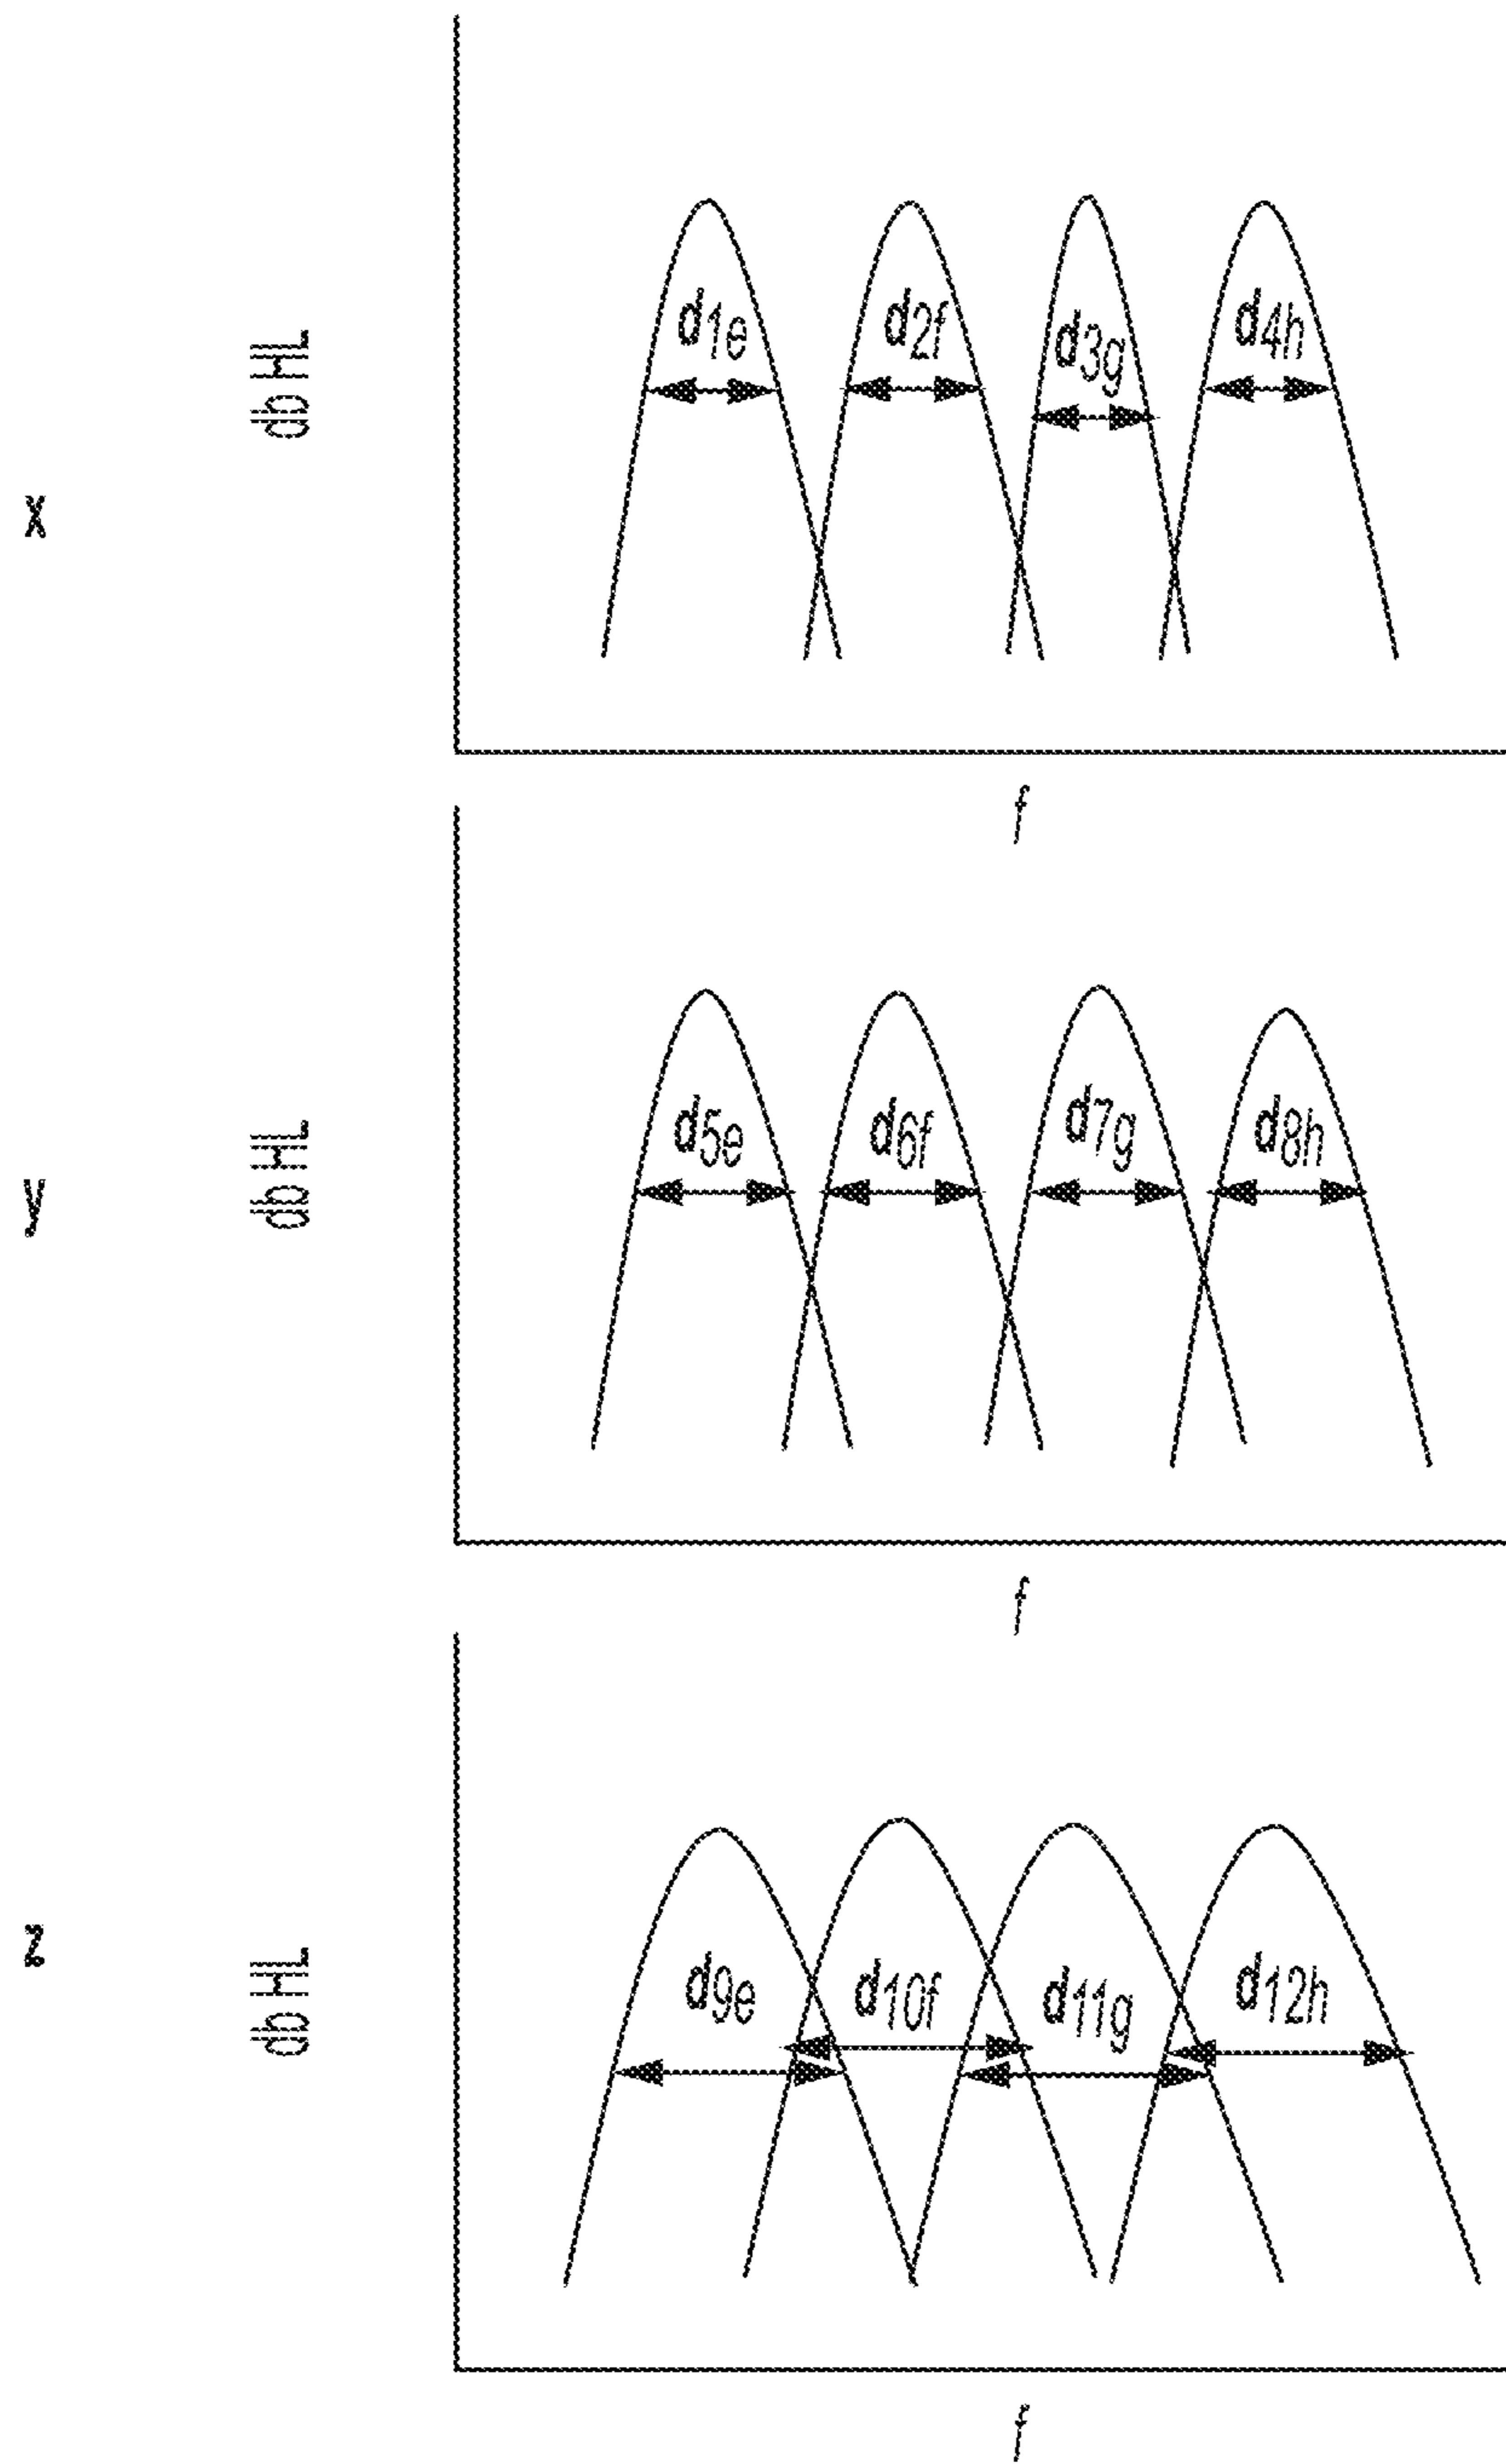 x
db HL
d1e d2f d3g d4h
f
y
db HL
d5e d6f d7g d8h
f
z
db HL
d9e d10f d11g d12h
f